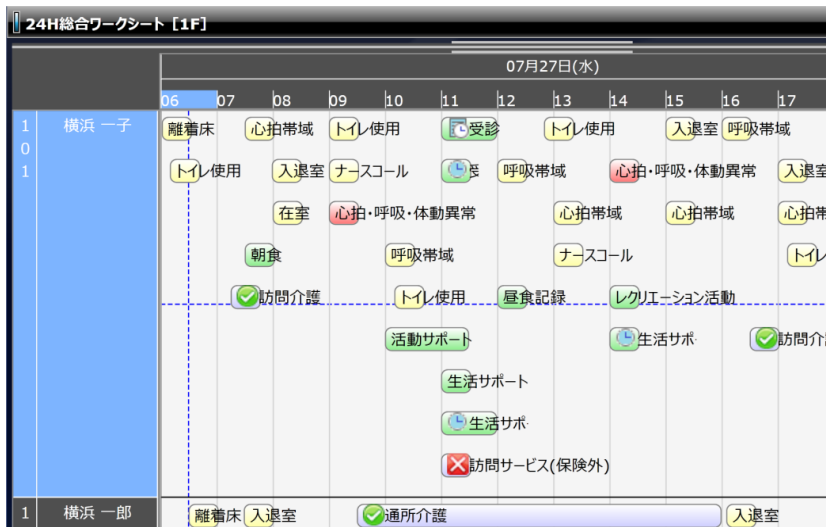 24H総合ワークシート [1F]
07月27日(水)
06 07 08 09 10 11 12 13 14 15 16 17
101 横浜 一子
離着床 心拍帯域 トイレ使用 受診 トイレ使用 入退室 呼吸帯域
トイレ使用 入退室 ナースコール 呼吸帯域 心拍・呼吸・体動異常 入退室
在室 心拍・呼吸・体動異常 心拍帯域 心拍帯域 心拍帯
朝食 呼吸帯域 ナースコール トイレ
訪問介護 トイレ使用 昼食記録 レクリエーション活動
活動サポート 生活サポ 訪問介
生活サポート
生活サポ
訪問サービス(保険外)
1 横浜 一郎 離着床 入退室 通所介護 入退室